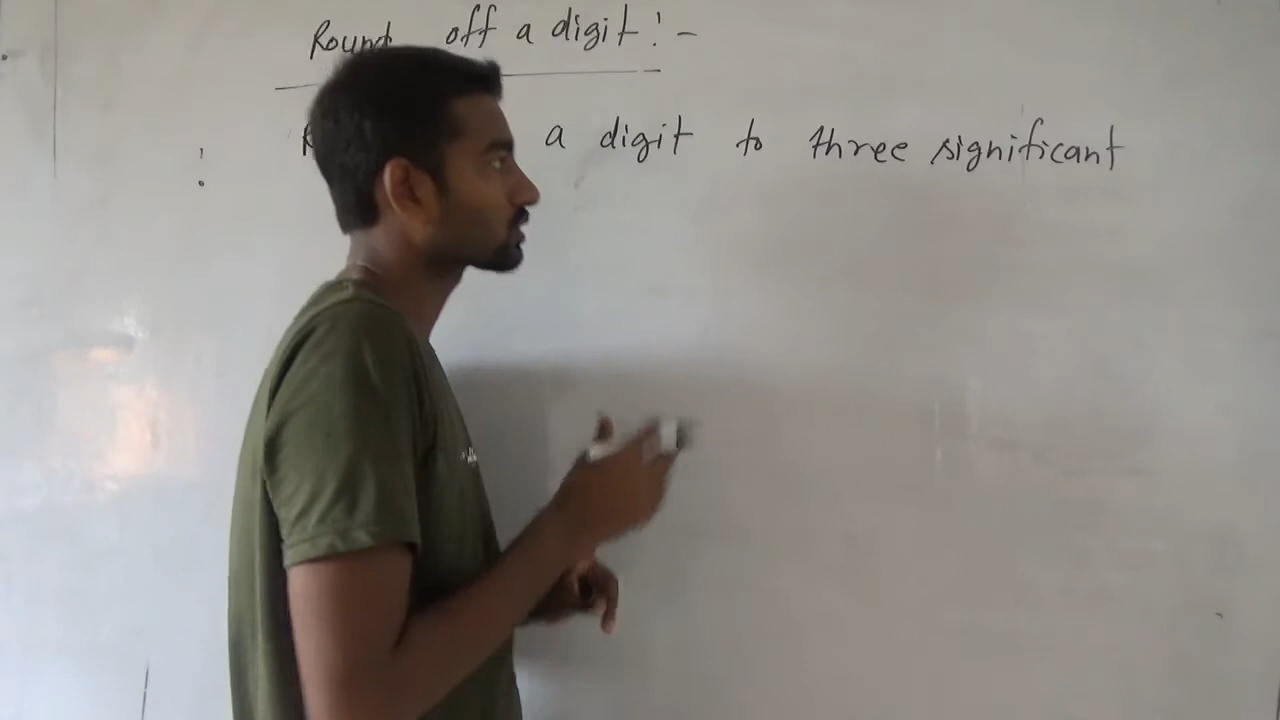 Round off a digit :-
a digit to three significant